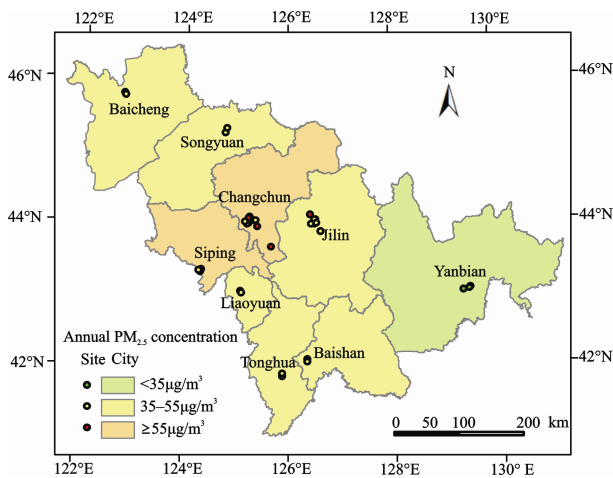 122°E 124°E 126°E 128°E 130°E
46°N 46°N
N
Baicheng
Songyuan
Changchun
44°N 44°N
Jilin
Siping
Yanbian
Liaoyuan
Annual PM2.5 concentration
Site City
42°N 42°N
Tonghua Baishan
<35μg/m³
35–55μg/m³
≥55μg/m³
0 50 100 200 km
122°E 124°E 126°E 128°E 130°E